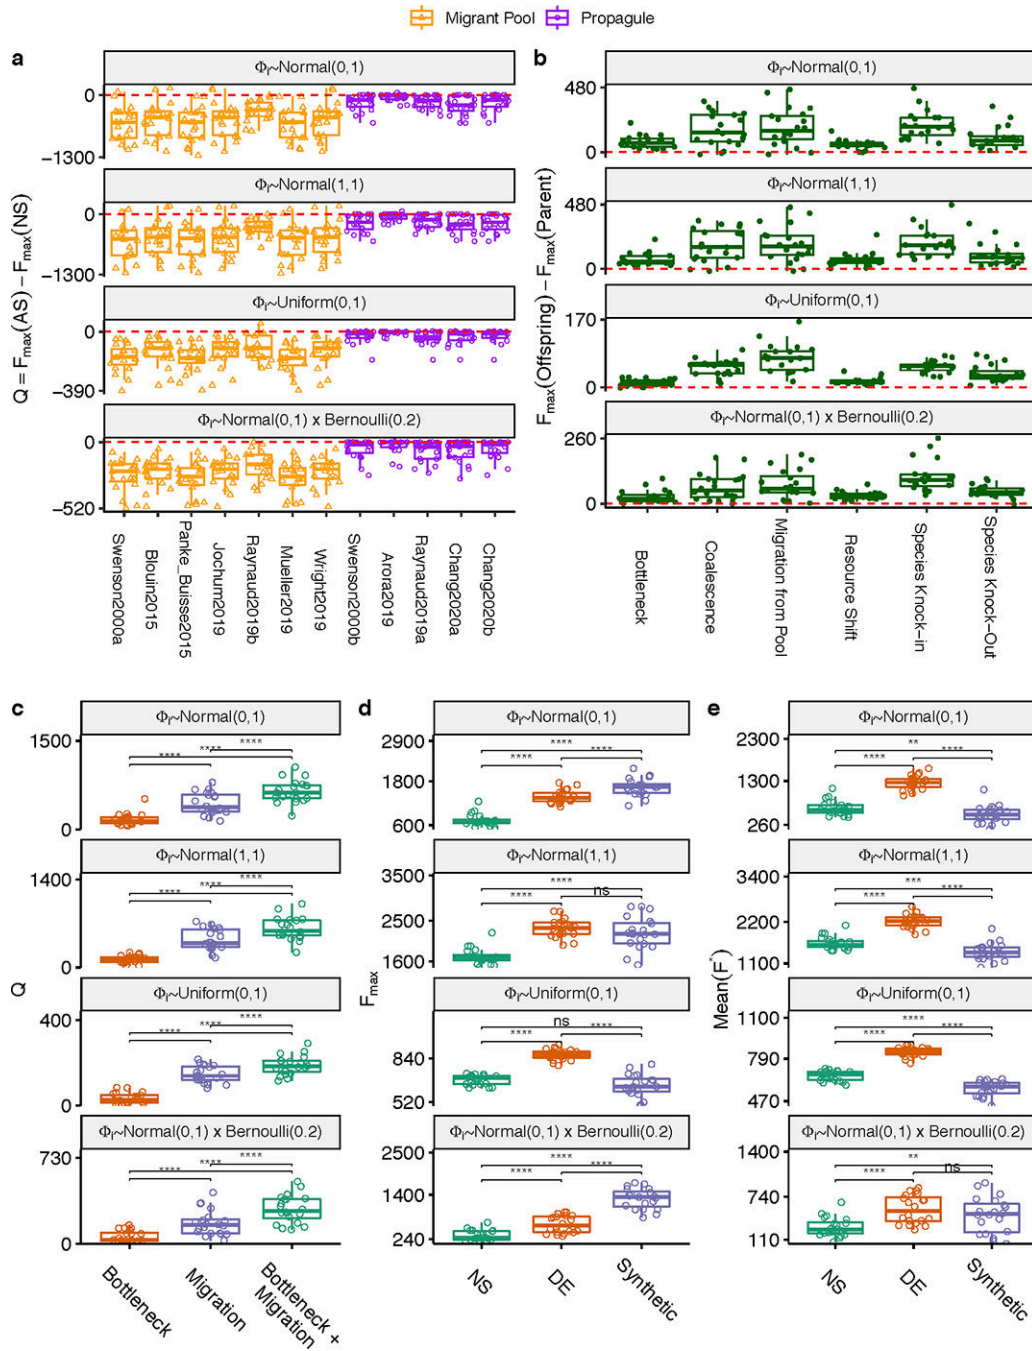 Migrant Pool Propagule
a
Φᵢ~Normal(0,1)
0
−1300
Φᵢ~Normal(1,1)
0
−1300
Φᵢ~Uniform(0,1)
0
−390
Φᵢ~Normal(0,1) x Bernoulli(0.2)
0
−520
Q = Fmax(AS) − Fmax(NS)
Swenson2000a
Blouin2015
Panke_Buisse2015
Jochum2019
Raynaud2019b
Mueller2019
Wright2019
Swenson2000b
Arora2019
Raynaud2019a
Chang2020a
Chang2020b
b
Φᵢ~Normal(0,1)
480
0
Φᵢ~Normal(1,1)
480
0
Φᵢ~Uniform(0,1)
170
0
Φᵢ~Normal(0,1) x Bernoulli(0.2)
260
0
Fmax(Offspring) − Fmax(Parent)
Bottleneck
Coalescence
Migration from Pool
Resource Shift
Species Knock−in
Species Knock−Out
c
Φᵢ~Normal(0,1)
1500
0
**** **** ****
Φᵢ~Normal(1,1)
1400
0
**** **** ****
Φᵢ~Uniform(0,1)
400
0
**** **** ****
Φᵢ~Normal(0,1) x Bernoulli(0.2)
730
0
**** **** ****
Q
Bottleneck
Migration
Bottleneck +
Migration
d
Φᵢ~Normal(0,1)
2900
1800
600
****
**** ****
Φᵢ~Normal(1,1)
3500
2500
1600
****
**** ns
Φᵢ~Uniform(0,1)
840
520
ns
**** ****
Φᵢ~Normal(0,1) x Bernoulli(0.2)
2500
1400
240
****
**** ****
Fmax
NS
DE
Synthetic
e
Φᵢ~Normal(0,1)
2300
1300
260
**
**** ****
Φᵢ~Normal(1,1)
3400
2200
1100
***
**** ****
Φᵢ~Uniform(0,1)
1100
790
470
****
**** ****
Φᵢ~Normal(0,1) x Bernoulli(0.2)
1400
740
110
**
**** ns
Mean(F*)
NS
DE
Synthetic